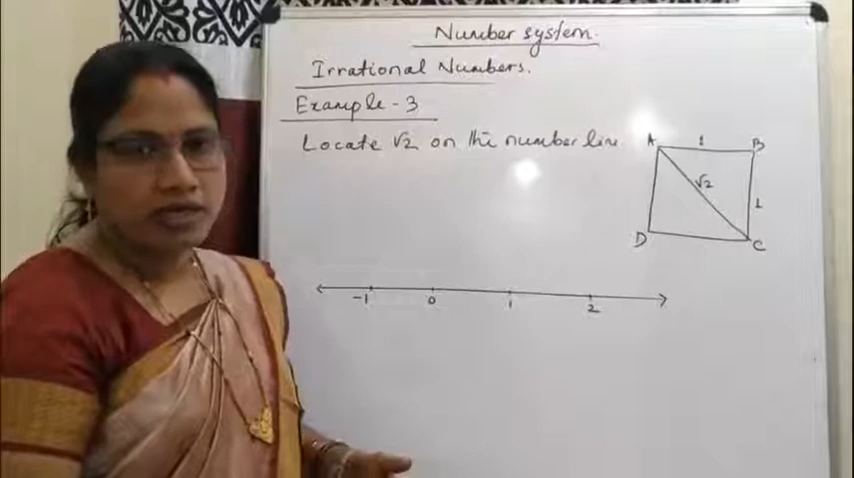 Number system.
Irrational Numbers.
Example - 3
Locate √2 on the number line.
A 1 B
√2
1
D C
-1 0 1 2